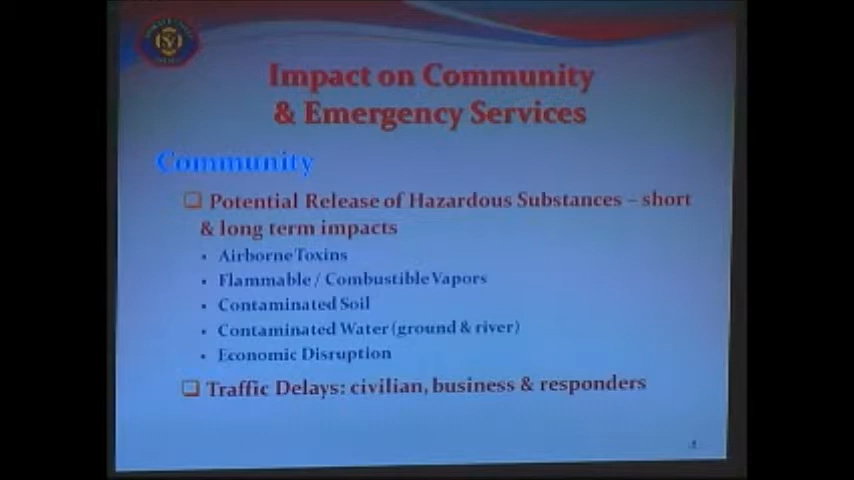 Impact on Community
& Emergency Services
Community
Potential Release of Hazardous Substances – short
& long term impacts
Airborne Toxins
Flammable / Combustible Vapors
Contaminated Soil
Contaminated Water (ground & river)
Economic Disruption
Traffic Delays: civilian, business & responders